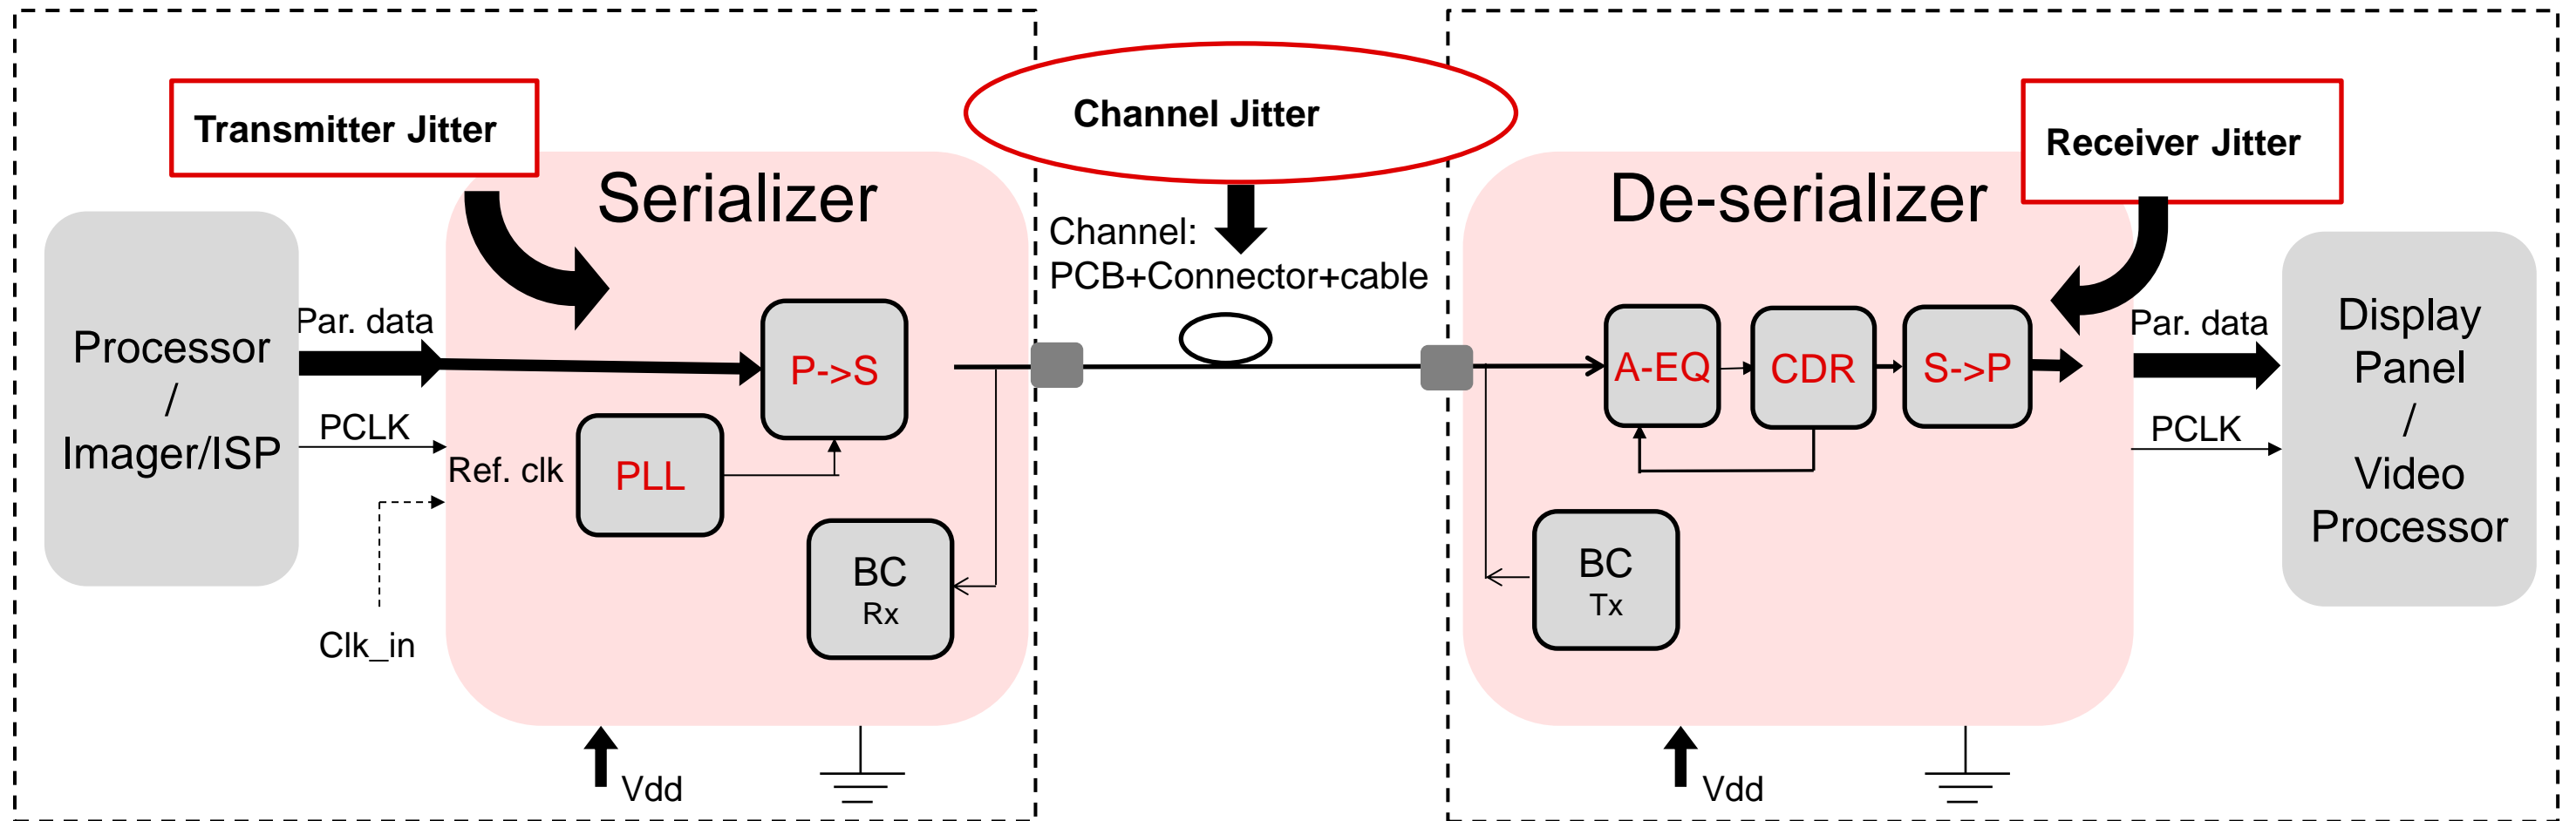 Transmitter Jitter
Channel Jitter
Receiver Jitter
Serializer
De-serializer
Channel:
PCB+Connector+cable
Processor
/
Imager/ISP
Par. data
PCLK
Ref. clk
Clk_in
P->S
PLL
BC
Rx
Vdd
A-EQ
CDR
S->P
BC
Tx
Vdd
Par. data
PCLK
Display
Panel
/
Video
Processor